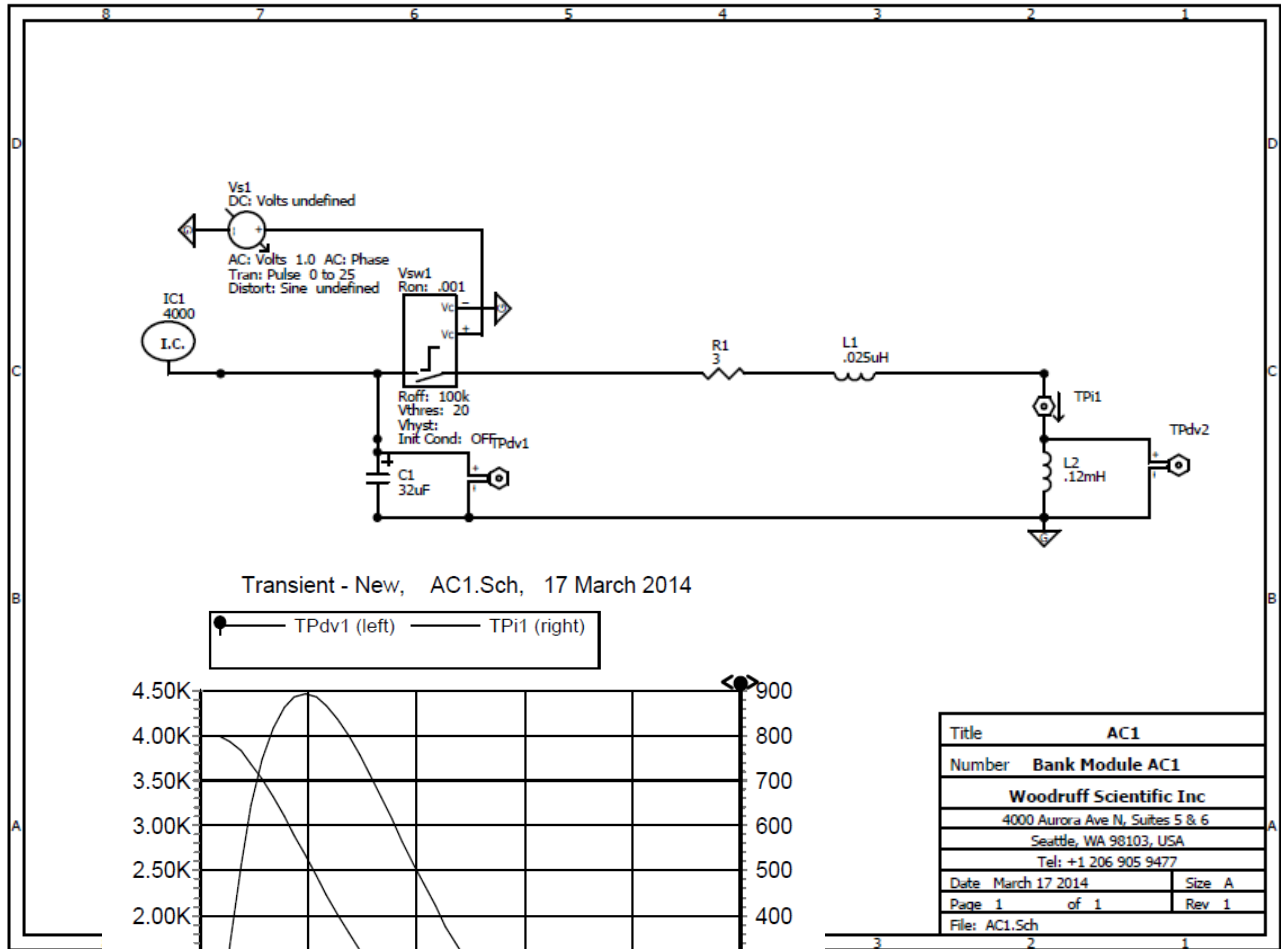 8 7 6 5 4 3 2 1
D D
Vs1
DC: Volts undefined
+
AC: Volts 1.0 AC: Phase
Tran: Pulse 0 to 25
Distort: Sine undefined
Vsw1
Ron: .001
Vc -
G
Vc +
IC1
4000
I.C.
C C
R1
3
L1
.025uH
Roff: 100k
Vthres: 20
Vhyst:
Init Cond: OFF
TPi1
TPdv1
TPdv2
+
C1
32uF
+
L2
.12mH
+
G
B B
Transient - New, AC1.Sch, 17 March 2014
TPdv1 (left) TPi1 (right)
4.50K 900
4.00K 800
3.50K 700
3.00K 600
2.50K 500
2.00K 400
A A
Title AC1
Number Bank Module AC1
Woodruff Scientific Inc
4000 Aurora Ave N, Suites 5 & 6
Seattle, WA 98103, USA
Tel: +1 206 905 9477
Date March 17 2014 Size A
Page 1 of 1 Rev 1
File: AC1.Sch
3 2 1